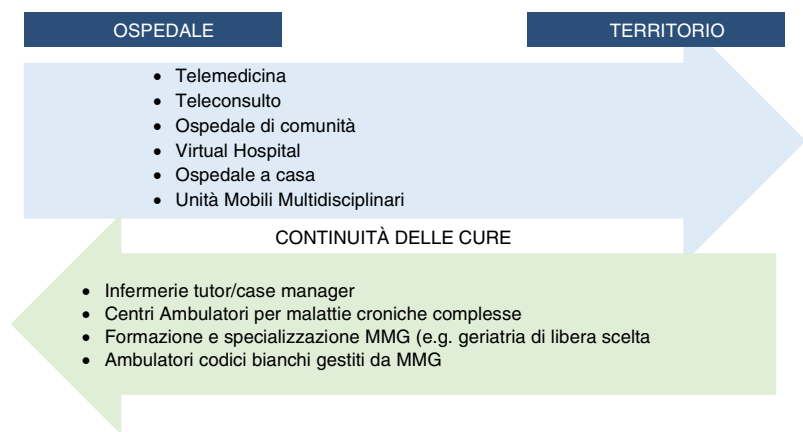 OSPEDALE
TERRITORIO
• Telemedicina
• Teleconsulto
• Ospedale di comunità
• Virtual Hospital
• Ospedale a casa
• Unità Mobili Multidisciplinari
CONTINUITÀ DELLE CURE
• Infermerie tutor/case manager
• Centri Ambulatori per malattie croniche complesse
• Formazione e specializzazione MMG (e.g. geriatria di libera scelta
• Ambulatori codici bianchi gestiti da MMG